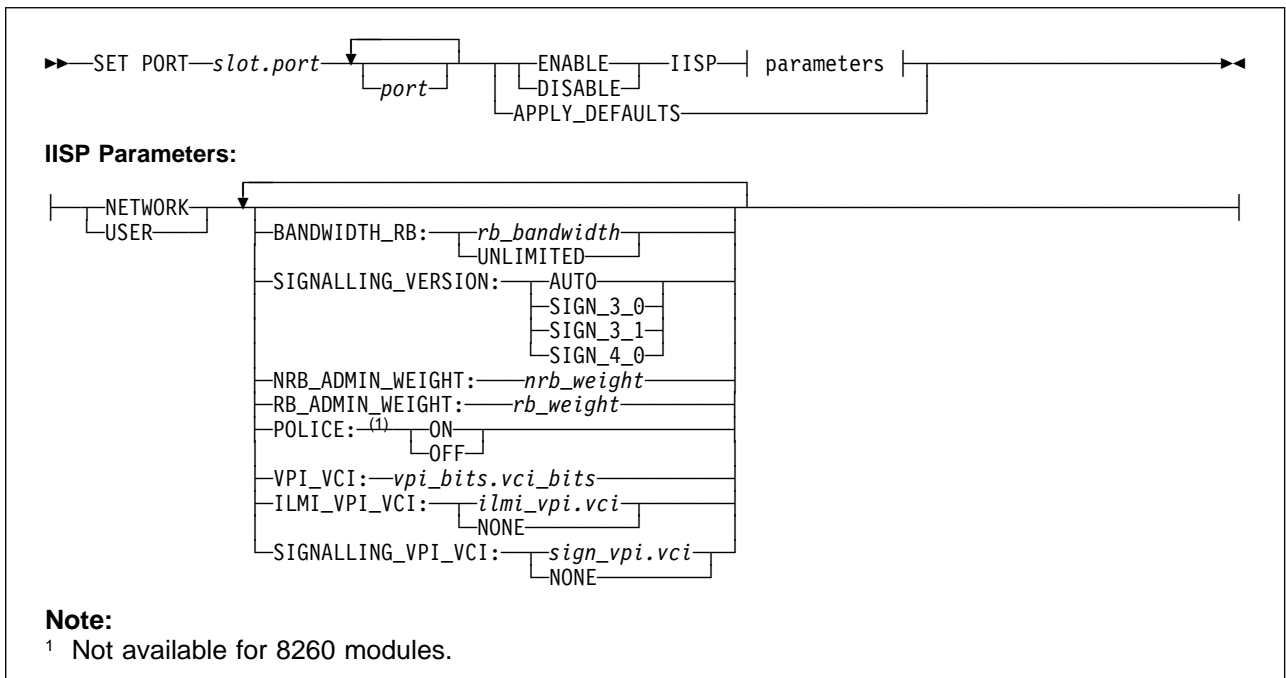 SET PORT slot.port ENABLE IISP parameters
port DISABLE
APPLY_DEFAULTS
IISP Parameters:
NETWORK
USER
BANDWIDTH_RB: rb_bandwidth
UNLIMITED
SIGNALLING_VERSION: AUTO
SIGN_3_0
SIGN_3_1
SIGN_4_0
NRB_ADMIN_WEIGHT: nrb_weight
RB_ADMIN_WEIGHT: rb_weight
POLICE: (1) ON
OFF
VPI_VCI: vpi_bits.vci_bits
ILMI_VPI_VCI: ilmi_vpi.vci
NONE
SIGNALLING_VPI_VCI: sign_vpi.vci
NONE
Note:
1 Not available for 8260 modules.